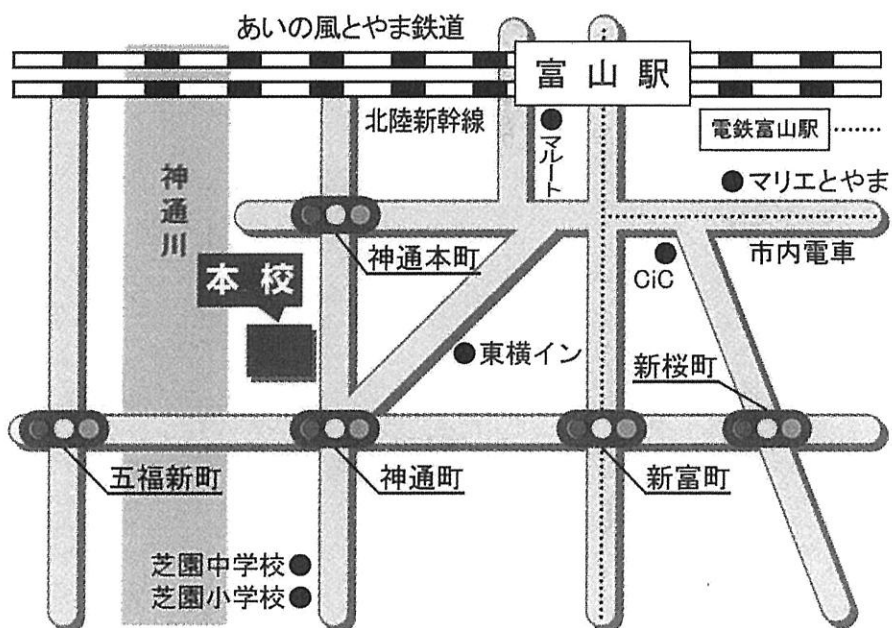 あいの風とやま鉄道
富山駅
北陸新幹線
マルート
電鉄富山駅
マリエとやま
神通川
神通本町
市内電車
CiC
本校
東横イン
新桜町
五福新町
神通町
新富町
芝園中学校
芝園小学校